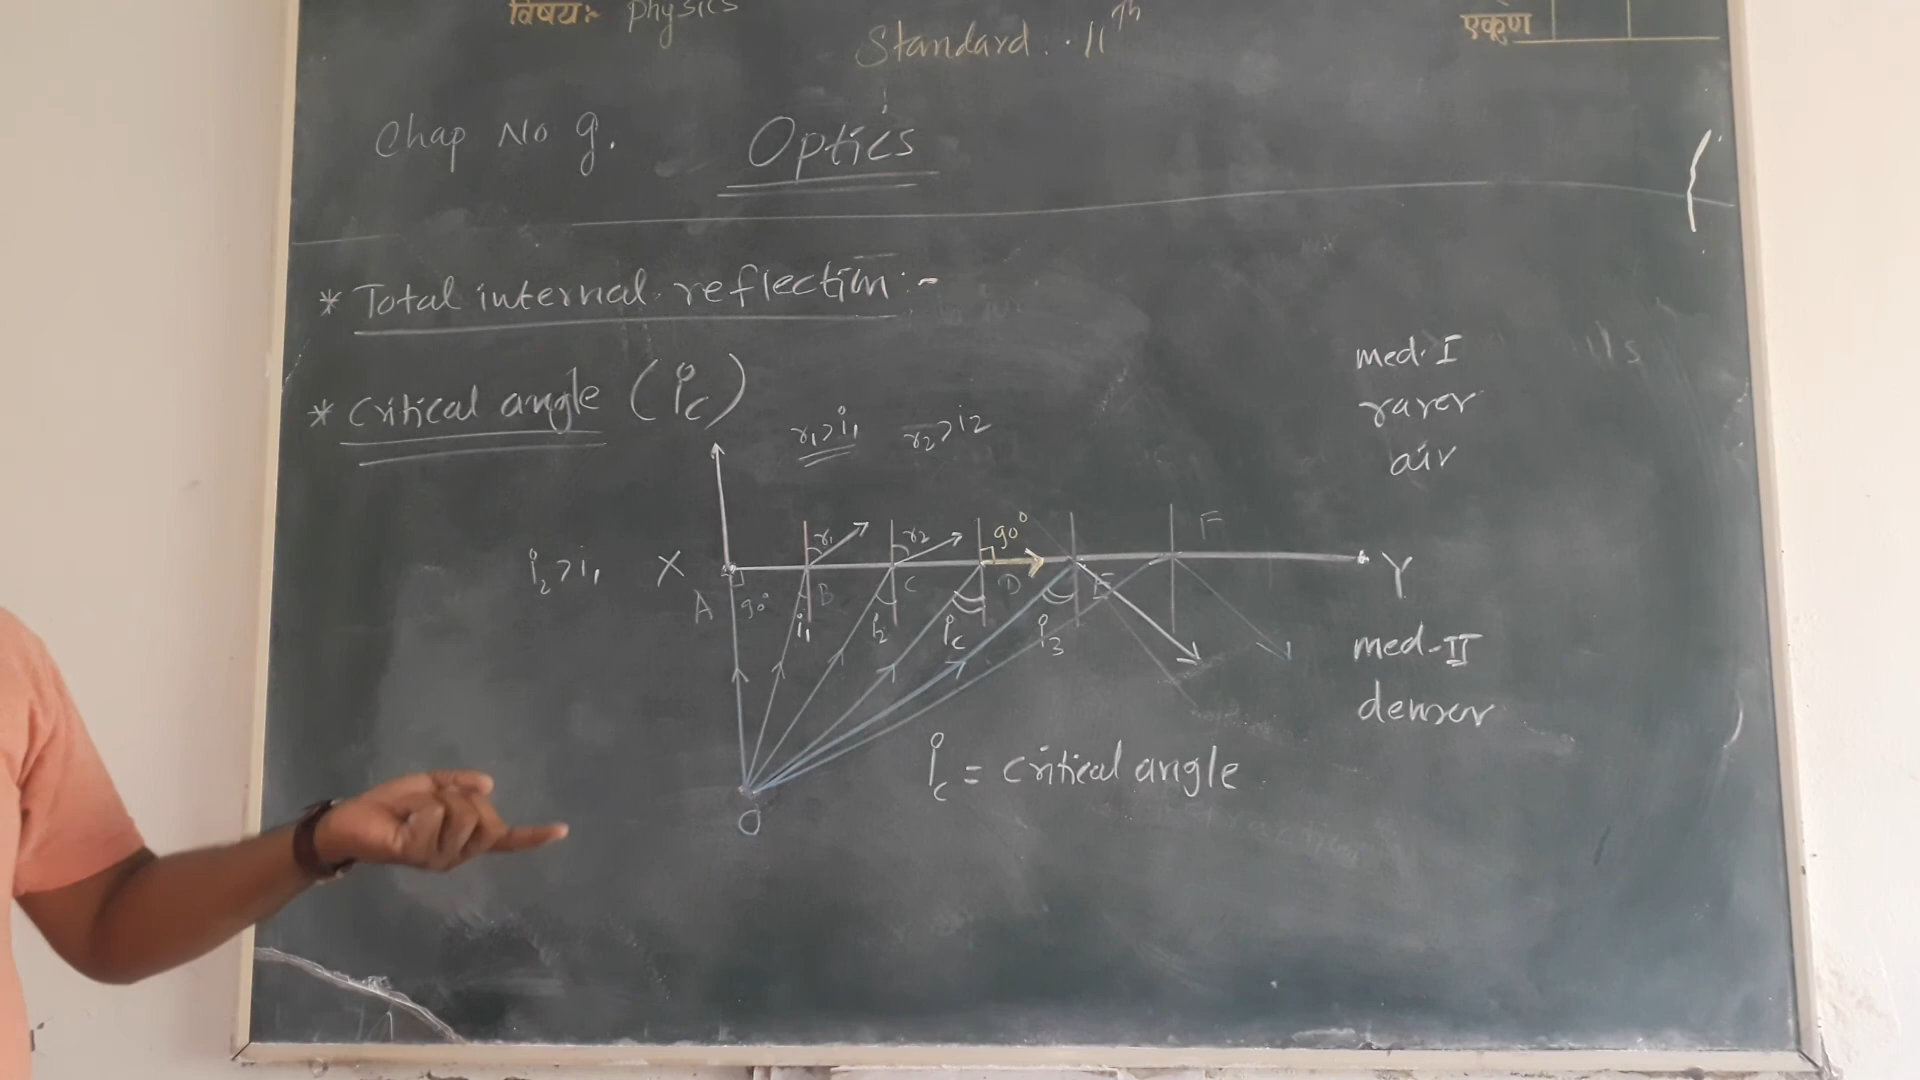 विषय:- Physics
एकूण
Standard : 11th
Chap No 9.
Optics
* Total internal reflection :-
* Critical angle (ic)
r1>i1 r2>i2
med. I
rarer
air
i2>i1
X
A
90°
B
r1
i1
C
r2
i2
90°
D
ic
E
i3
F
Y
med-II
denser
O
ic = critical angle